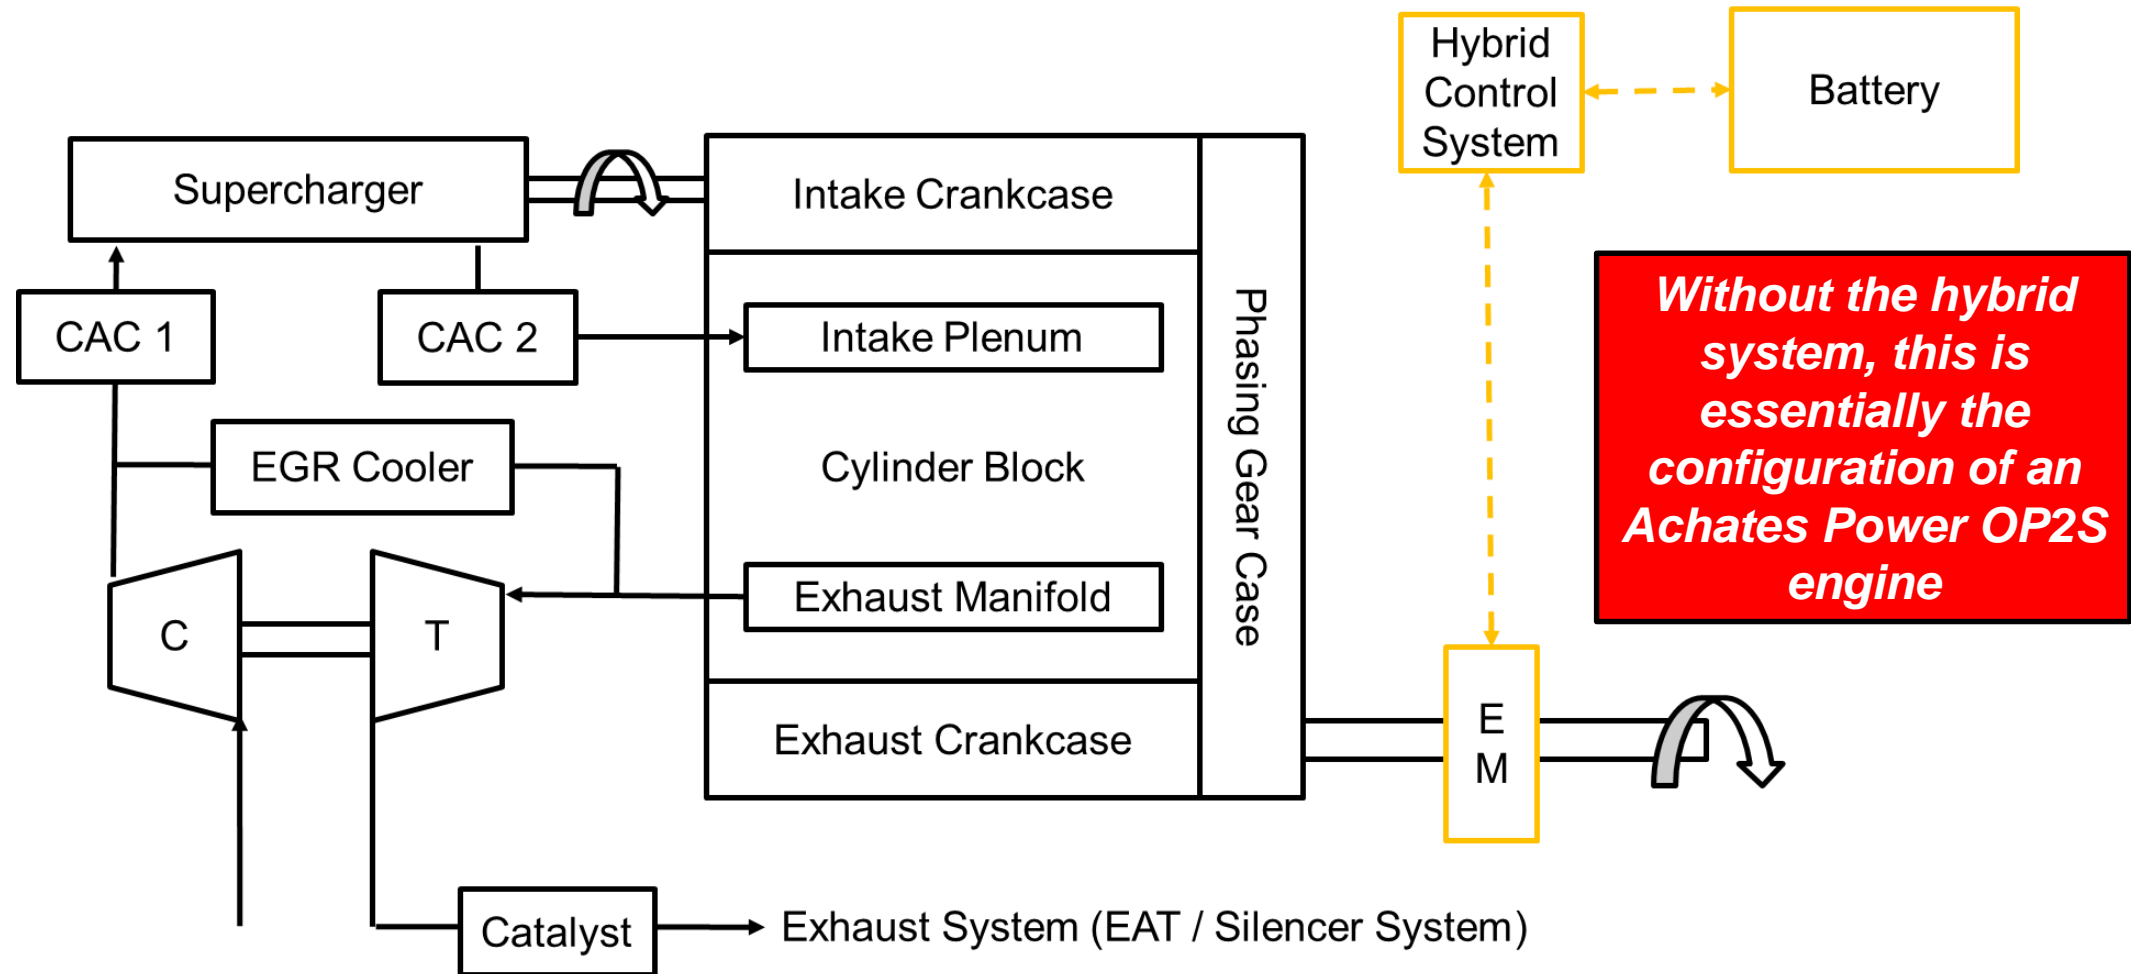 Hybrid
Control
System
Battery
Supercharger
Intake Crankcase
CAC 1
CAC 2
Intake Plenum
Phasing Gear Case
Without the hybrid
system, this is
essentially the
configuration of an
Achates Power OP2S
engine
EGR Cooler
Cylinder Block
C
T
Exhaust Manifold
Exhaust Crankcase
E
M
Catalyst
Exhaust System (EAT / Silencer System)